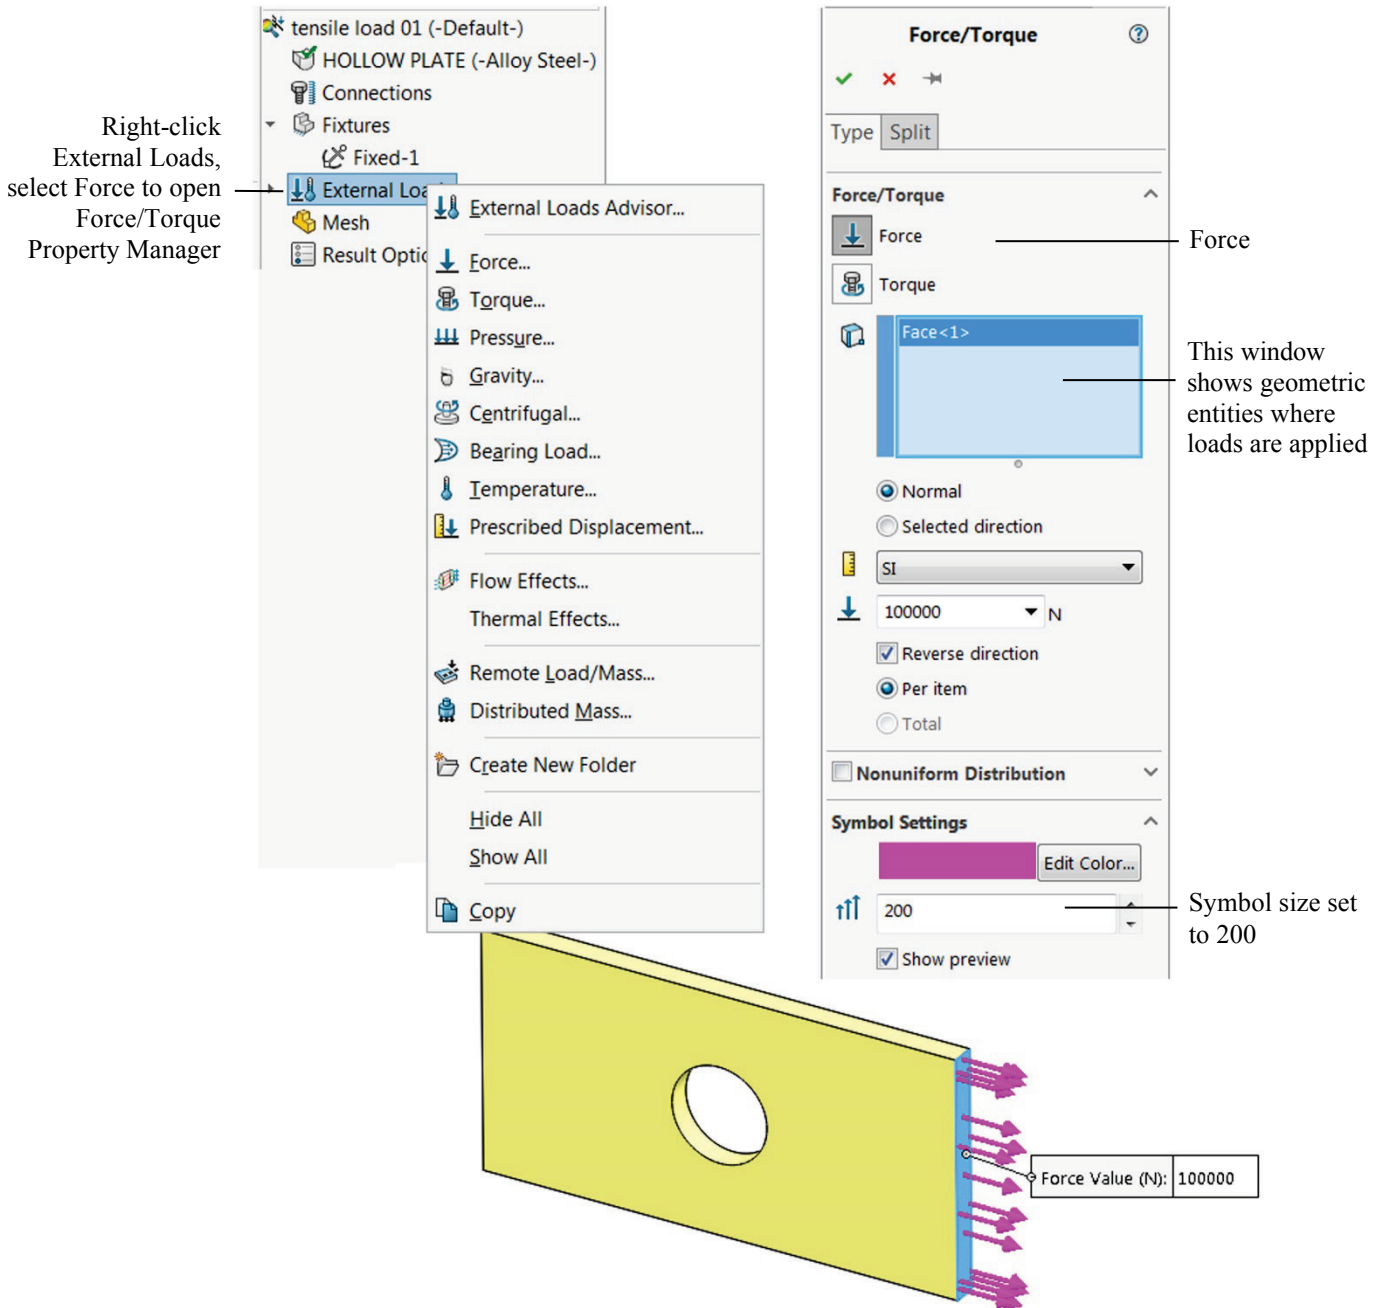 tensile load 01 (-Default-)
HOLLOW PLATE (-Alloy Steel-)
Connections
Fixtures
Fixed-1
External Loa
Mesh
Result Optio
Right-click
External Loads,
select Force to open
Force/Torque
Property Manager
External Loads Advisor...
Force...
Torque...
Pressure...
Gravity...
Centrifugal...
Bearing Load...
Temperature...
Prescribed Displacement...
Flow Effects...
Thermal Effects...
Remote Load/Mass...
Distributed Mass...
Create New Folder
Hide All
Show All
Copy
Force/Torque ?
Type Split
Force/Torque
Force
Torque
Face<1>
Normal
Selected direction
SI
100000 N
Reverse direction
Per item
Total
Nonuniform Distribution
Symbol Settings
Edit Color...
200
Show preview
Force
This window
shows geometric
entities where
loads are applied
Symbol size set
to 200
Force Value (N): 100000